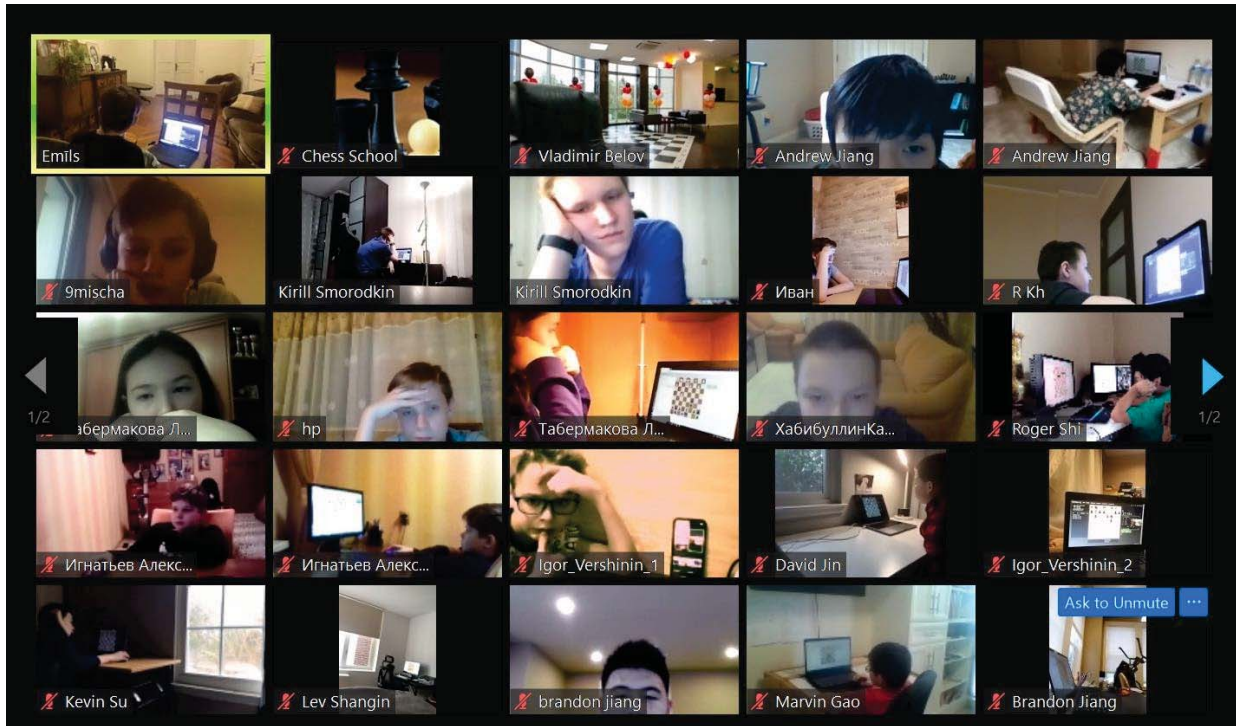 Emīls
Chess School
Vladimir Belov
Andrew Jiang
Andrew Jiang
9mischa
Kirill Smorodkin
Kirill Smorodkin
Иван
R Kh
1/2
абермакова Л...
hp
Табермакова Л...
ХабибуллинКа...
Roger Shi
1/2
Игнатьев Алекс...
Игнатьев Алекс...
Igor_Vershinin_1
David Jin
Igor_Vershinin_2
Ask to Unmute ...
Kevin Su
Lev Shangin
brandon jiang
Marvin Gao
Brandon Jiang